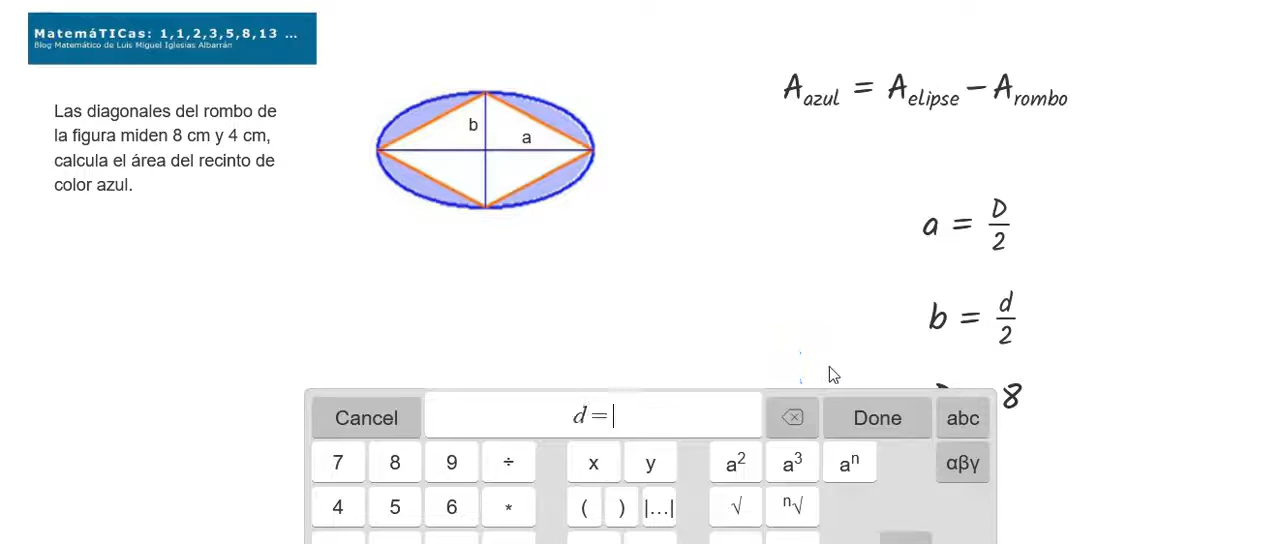 MatemáTICas: 1,1,2,3,5,8,13 ...
Blog Matemático de Luis Miguel Iglesias Albarrán
Las diagonales del rombo de
la figura miden 8 cm y 4 cm,
calcula el área del recinto de
color azul.
b
a
A_azul = A_elipse − A_rombo
a = D/2
b = d/2
8
Cancel
d =
Done
abc
7 8 9 ÷ x y a² a³ aⁿ αβγ
4 5 6 * ( ) |...| √ ⁿ√